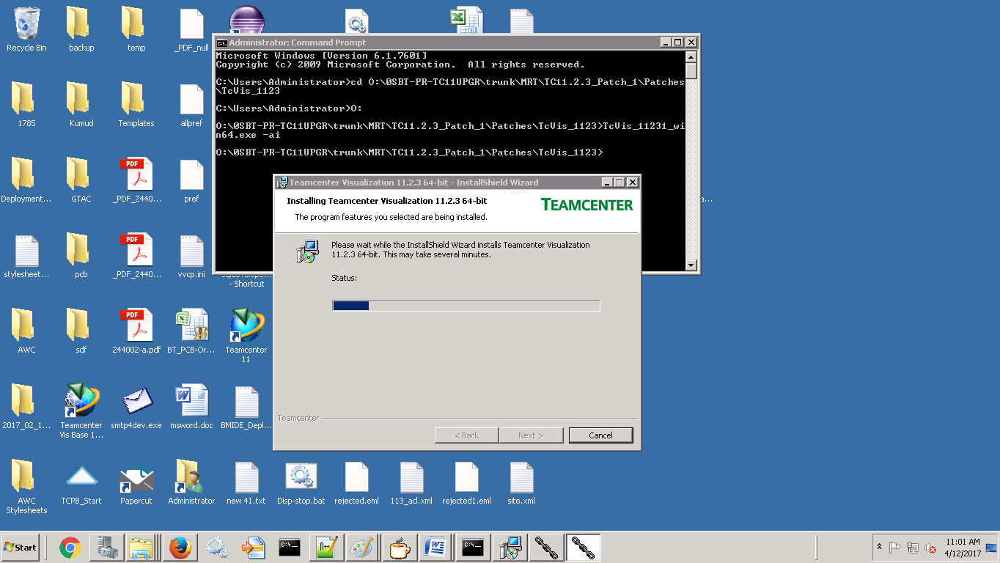 Recycle Bin
backup
temp
_PDF_null
Administrator: Command Prompt
Microsoft Windows [Version 6.1.7601]
Copyright (c) 2009 Microsoft Corporation.  All rights reserved.
C:\Users\Administrator>cd O:\0SBT-PR-TC11UPGR\trunk\MRT\TC11.2.3_Patch_1\Patches
\TcVis_1123
C:\Users\Administrator>O:
O:\0SBT-PR-TC11UPGR\trunk\MRT\TC11.2.3_Patch_1\Patches\TcVis_1123>TcVis_11231_wi
n64.exe -ai
O:\0SBT-PR-TC11UPGR\trunk\MRT\TC11.2.3_Patch_1\Patches\TcVis_1123>
1785
Kumud
Templates
allpref
Teamcenter Visualization 11.2.3 64-bit - InstallShield Wizard
Installing Teamcenter Visualization 11.2.3 64-bit
The program features you selected are being installed.
TEAMCENTER
Please wait while the InstallShield Wizard installs Teamcenter Visualization
11.2.3 64-bit. This may take several minutes.
Status:
Teamcenter
< Back
Next >
Cancel
PDF
Deployment...
GTAC
_PDF_2440...
pref
a...
PDF
stylesheet...
pcb
_PDF_2440...
vvcp.ini
- Shortcut
PDF
AWC
sdf
244002-a.pdf
BT_PCB-Or...
Teamcenter
11
2017_02_1...
Teamcenter
Vis Base 1...
smtp4dev.exe
msword.doc
BMIDE_Depl...
AWC
Stylesheets
TCPB_Start
Papercut
Administrator
new 41.txt
Disp-stop.bat
rejected.eml
113_acl.xml
rejected1.eml
site.xml
Start
11:01 AM
4/12/2017